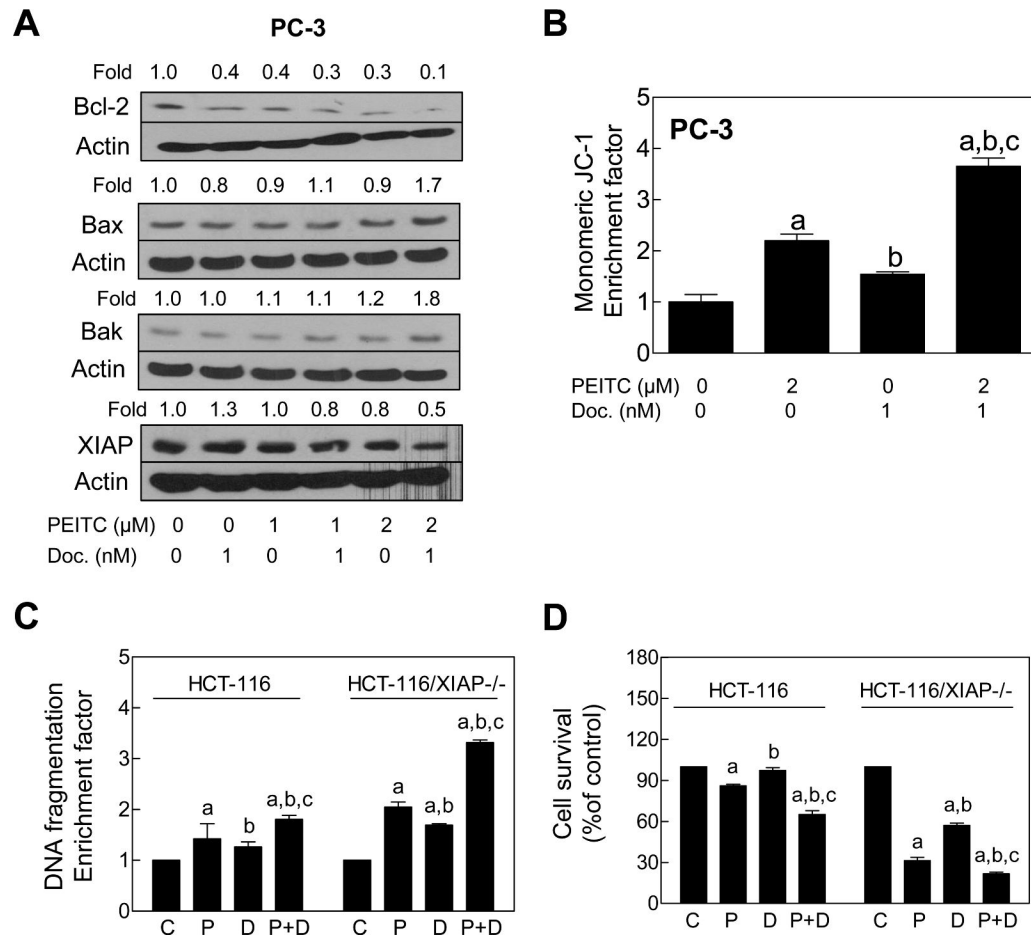 A
PC-3
Fold 1.0 0.4 0.4 0.3 0.3 0.1
Bcl-2
Actin
Fold 1.0 0.8 0.9 1.1 0.9 1.7
Bax
Actin
Fold 1.0 1.0 1.1 1.1 1.2 1.8
Bak
Actin
Fold 1.0 1.3 1.0 0.8 0.8 0.5
XIAP
Actin
PEITC (µM) 0 0 1 1 2 2
Doc. (nM) 0 1 0 1 0 1
B
Monomeric JC-1
Enrichment factor
5
4
3
2
1
0
PC-3
a
b
a,b,c
PEITC (µM) 0 2 0 2
Doc. (nM) 0 0 1 1
C
DNA fragmentation
Enrichment factor
5
4
3
2
1
0
HCT-116 HCT-116/XIAP-/-
a b a,b,c a a,b a,b,c
C P D P+D C P D P+D
D
Cell survival
(%of control)
180
150
120
90
60
30
0
HCT-116 HCT-116/XIAP-/-
a b a,b,c a a,b a,b,c
C P D P+D C P D P+D